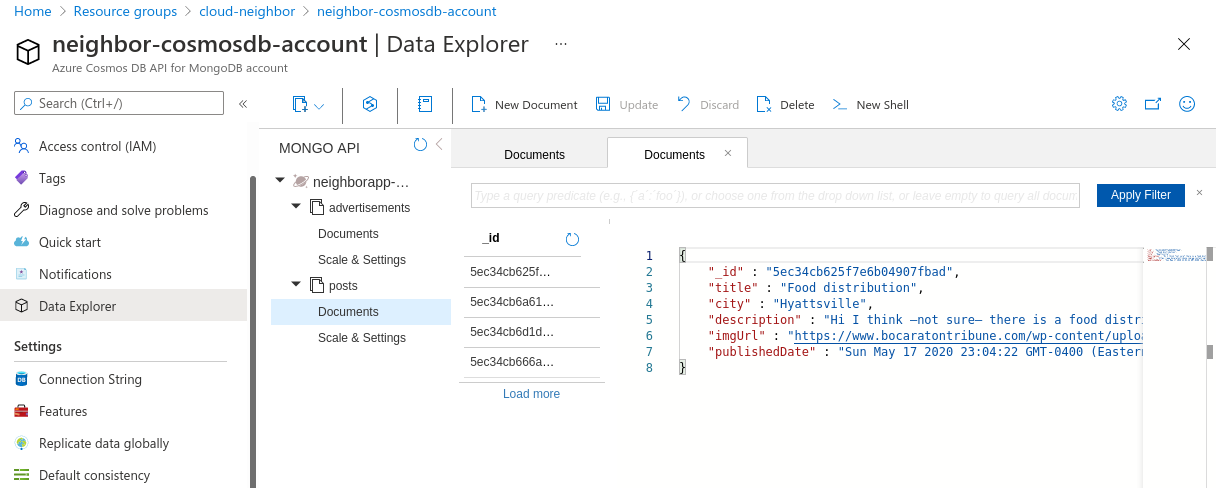 Home > Resource groups > cloud-neighbor > neighbor-cosmosdb-account
neighbor-cosmosdb-account | Data Explorer ...
Azure Cosmos DB API for MongoDB account
Search (Ctrl+/)
«
Access control (IAM)
Tags
Diagnose and solve problems
Quick start
Notifications
Data Explorer
Settings
Connection String
Features
Replicate data globally
Default consistency
New Document
Update
Discard
Delete
New Shell
MONGO API
neighborapp-...
advertisements
Documents
Scale & Settings
posts
Documents
Scale & Settings
Documents
Documents ×
Type a query predicate (e.g., {´a´:´foo´}), or choose one from the drop down list, or leave empty to query all docum
Apply Filter ×
_id
5ec34cb625f...
5ec34cb6a61...
5ec34cb6d1d...
5ec34cb666a...
Load more
1 {
2 "_id" : "5ec34cb625f7e6b04907fbad",
3 "title" : "Food distribution",
4 "city" : "Hyattsville",
5 "description" : "Hi I think –not sure– there is a food distr
6 "imgUrl" : "https://www.bocaratontribune.com/wp-content/uploa
7 "publishedDate" : "Sun May 17 2020 23:04:22 GMT-0400 (Eastern
8 }